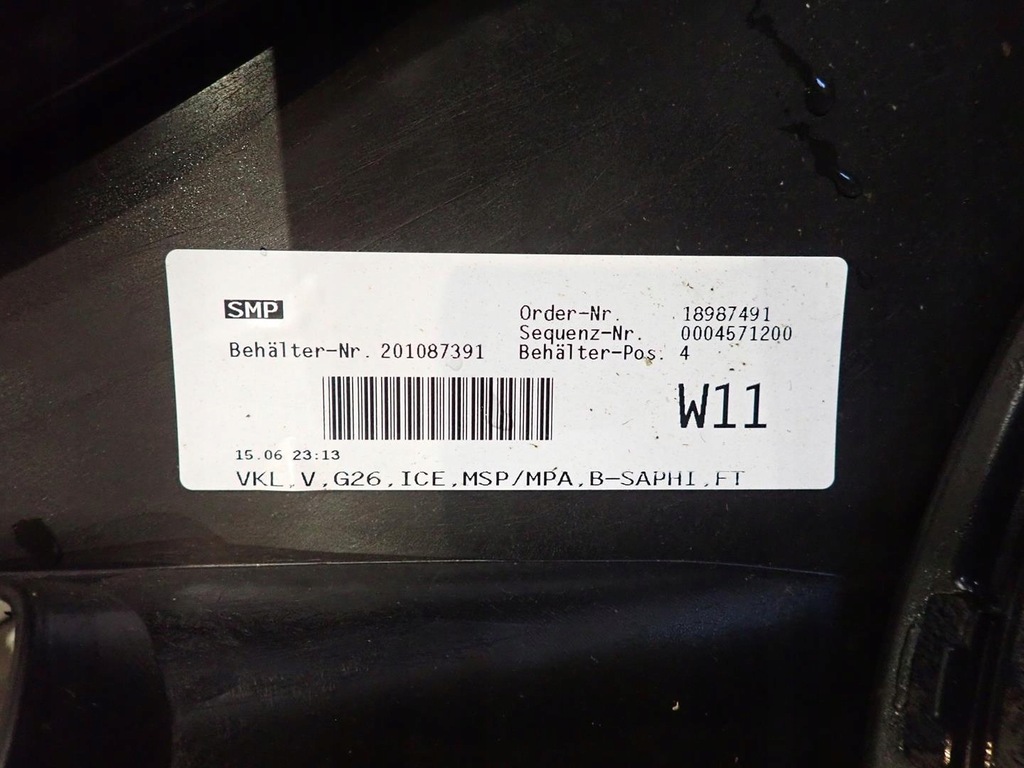 SMP
Order-Nr. 18987491
Sequenz-Nr. 0004571200
Behälter-Nr. 201087391 Behälter-Pos. 4
W11
15.06 23:13
VKL,V,G26,ICE,MSP/MPA,B-SAPHI,FT